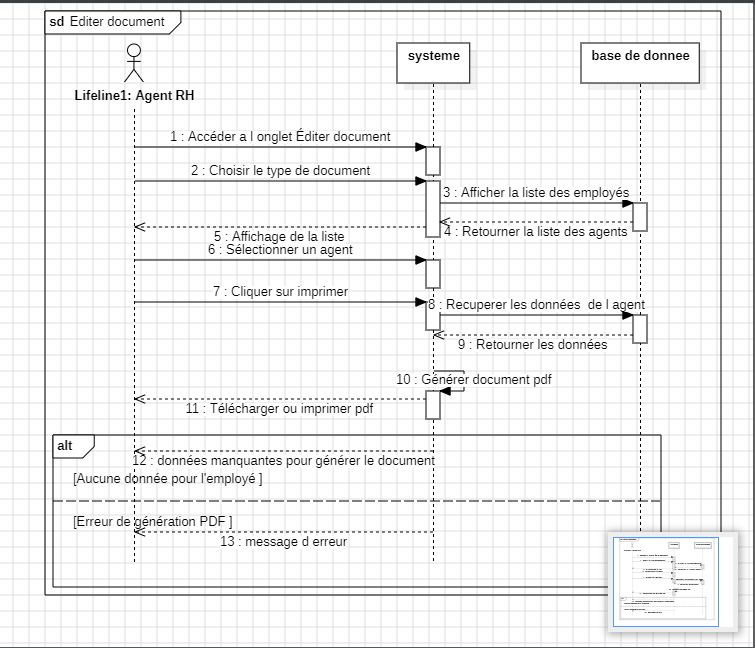 sd Editer document
systeme
base de donnee
Lifeline1: Agent RH
1 : Accéder a l onglet Éditer document
2 : Choisir le type de document
3 : Afficher la liste des employés
4 : Retourner la liste des agents
5 : Affichage de la liste
6 : Sélectionner un agent
7 : Cliquer sur imprimer
8 : Recuperer les données de l agent
9 : Retourner les données
10 : Générer document pdf
11 : Télécharger ou imprimer pdf
alt
12 : données manquantes pour générer le document
[Aucune donnée pour l'employé ]
[Erreur de génération PDF ]
13 : message d erreur